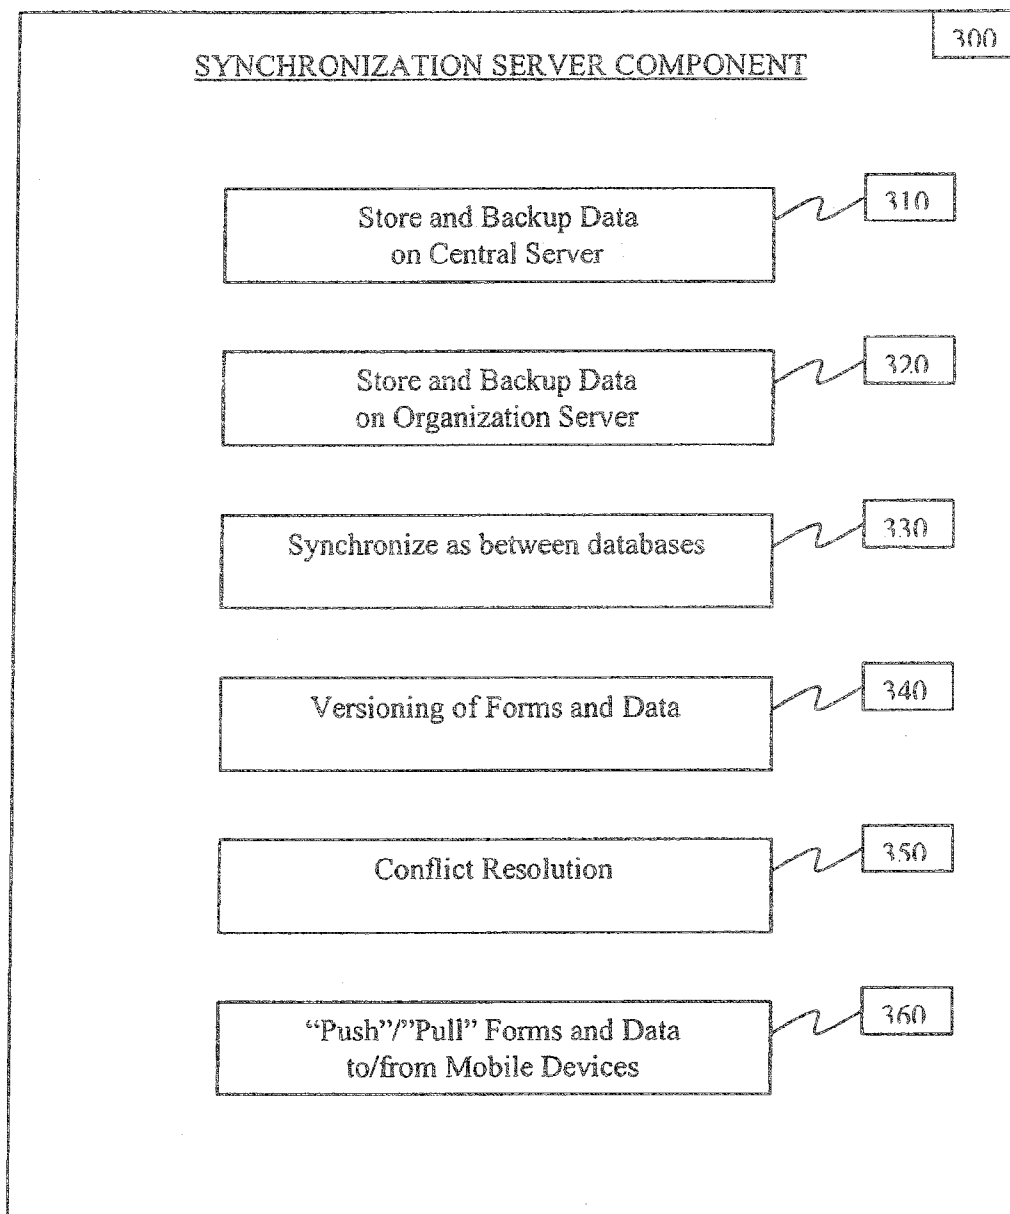 300
SYNCHRONIZATION SERVER COMPONENT
310
Store and Backup Data
on Central Server
320
Store and Backup Data
on Organization Server
330
Synchronize as between databases
340
Versioning of Forms and Data
350
Conflict Resolution
360
“Push”/”Pull” Forms and Data
to/from Mobile Devices